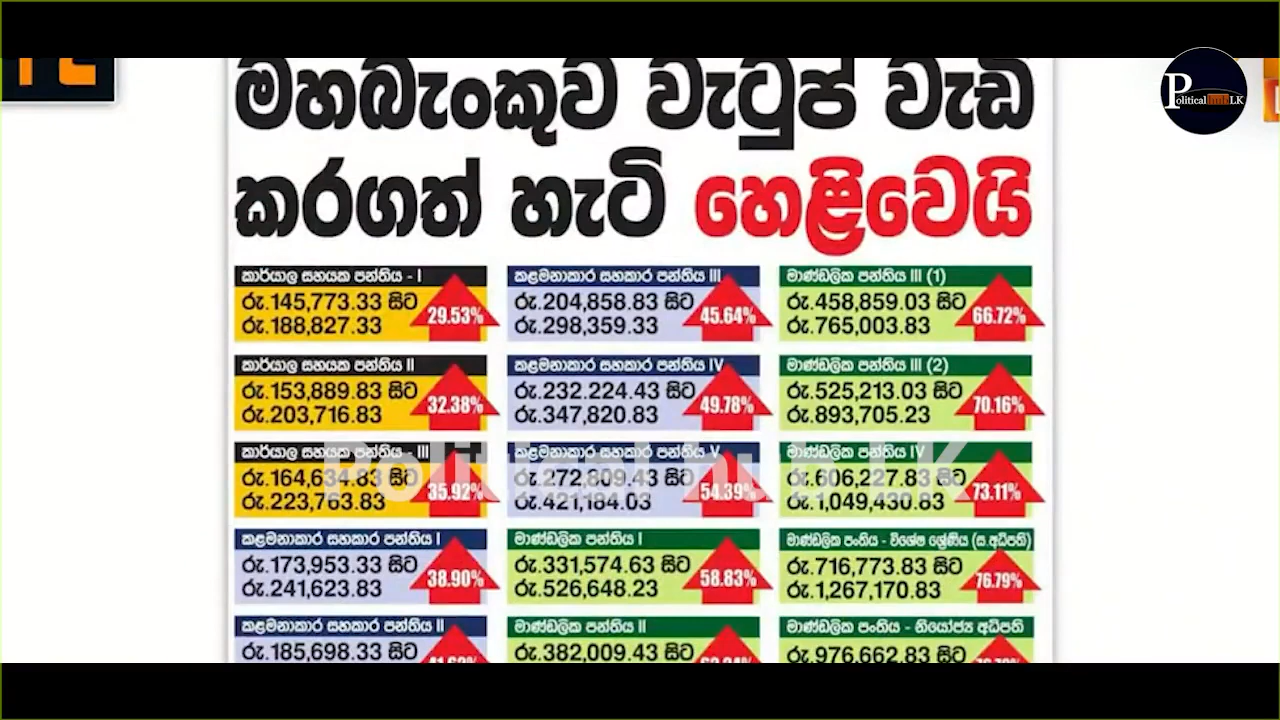 Political hub LK
මහබැංකුව වැටුප් වැඩි
කරගත් හැටි හෙළිවෙයි
කාර්යාල සහයක පන්තිය - I
රු.145,773.33 සිට
රු.188,827.33
29.53%
කළමනාකාර සහකාර පන්තිය III
රු.204,858.83 සිට
රු.298,359.33
45.64%
මාණ්ඩලික පන්තිය III (1)
රු.458,859.03 සිට
රු.765,003.83
66.72%
කාර්යාල සහයක පන්තිය II
රු.153,889.83 සිට
රු.203,716.83
32.38%
කළමනාකාර සහකාර පන්තිය IV
රු.232.224.43 සිට
රු.347,820.83
49.78%
මාණ්ඩලික පන්තිය III (2)
රු.525,213.03 සිට
රු.893,705.23
70.16%
කාර්යාල සහයක පන්තිය - III
රු.164,634.83 සිට
රු.223,763.83
35.92%
කළමනාකාර සහකාර පන්තිය V
රු.272,809.43 සිට
රු.421,184.03
54.39%
මාණ්ඩලික පන්තිය IV
රු.606,227.83 සිට
රු.1,049,430.83
73.11%
Political hub LK
කළමනාකාර සහකාර පන්තිය I
රු.173,953.33 සිට
රු.241,623.83
38.90%
මාණ්ඩලික පන්තිය I
රු.331,574.63 සිට
රු.526,648.23
58.83%
මාණ්ඩලික පංතිය - විශේෂ ශ්‍රේණිය (ස.අධිපති)
රු.716,773.83 සිට
රු.1,267,170.83
76.79%
කළමනාකාර සහකාර පන්තිය II
රු.185,698.33 සිට
මාණ්ඩලික පන්තිය II
රු.382,009.43 සිට
මාණ්ඩලික පංතිය - නියෝජ්‍ය අධිපති
රු.976,662.83 සිට